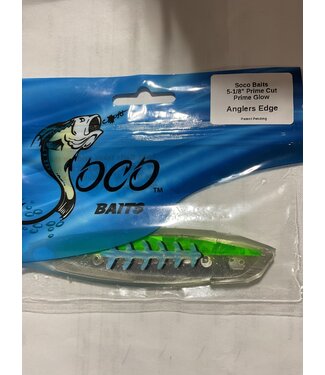 Soco Baits
5-1/8" Prime Cut
Prime Glow
Anglers Edge
Patent Pending
Soco
TM
BAITS